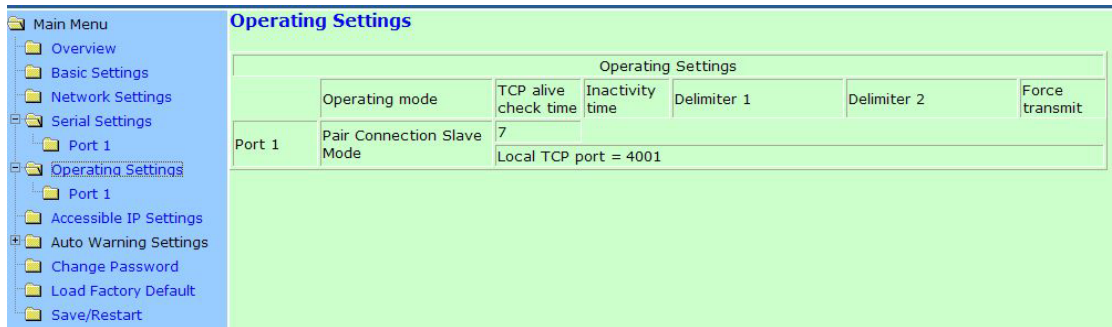 Main Menu
Overview
Basic Settings
Network Settings
Serial Settings
Port 1
Operating Settings
Port 1
Accessible IP Settings
Auto Warning Settings
Change Password
Load Factory Default
Save/Restart
Operating Settings
Operating Settings
Operating mode
TCP alive
check time
Inactivity
time
Delimiter 1
Delimiter 2
Force
transmit
Port 1
Pair Connection Slave
Mode
7
Local TCP port = 4001